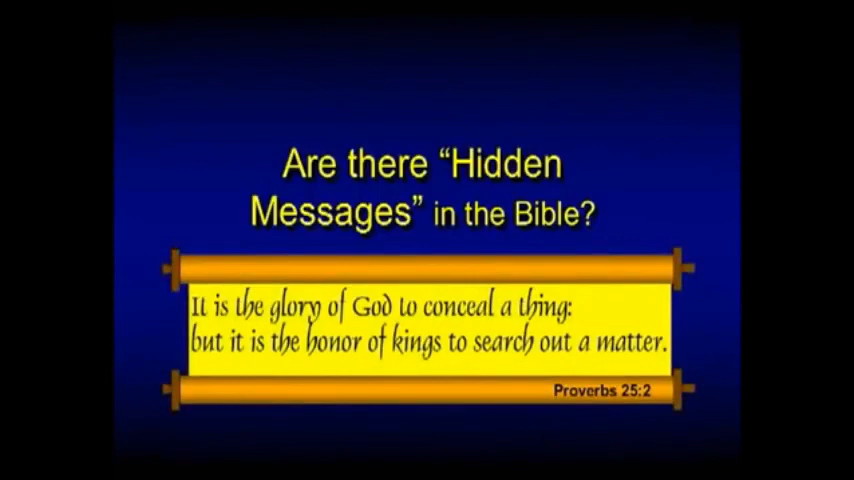 Are there “Hidden
Messages” in the Bible?
It is the glory of God to conceal a thing:
but it is the honor of kings to search out a matter.
Proverbs 25:2